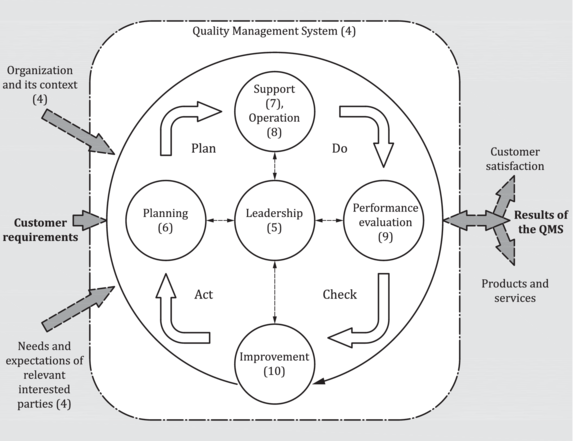 Quality Management System (4)
Organization
and its context
(4)
Support
(7),
Operation
(8)
Plan
Do
Customer
satisfaction
Customer
requirements
Planning
(6)
Leadership
(5)
Performance
evaluation
(9)
Results of
the QMS
Act
Check
Products and
services
Needs and
expectations of
relevant
interested
parties (4)
Improvement
(10)